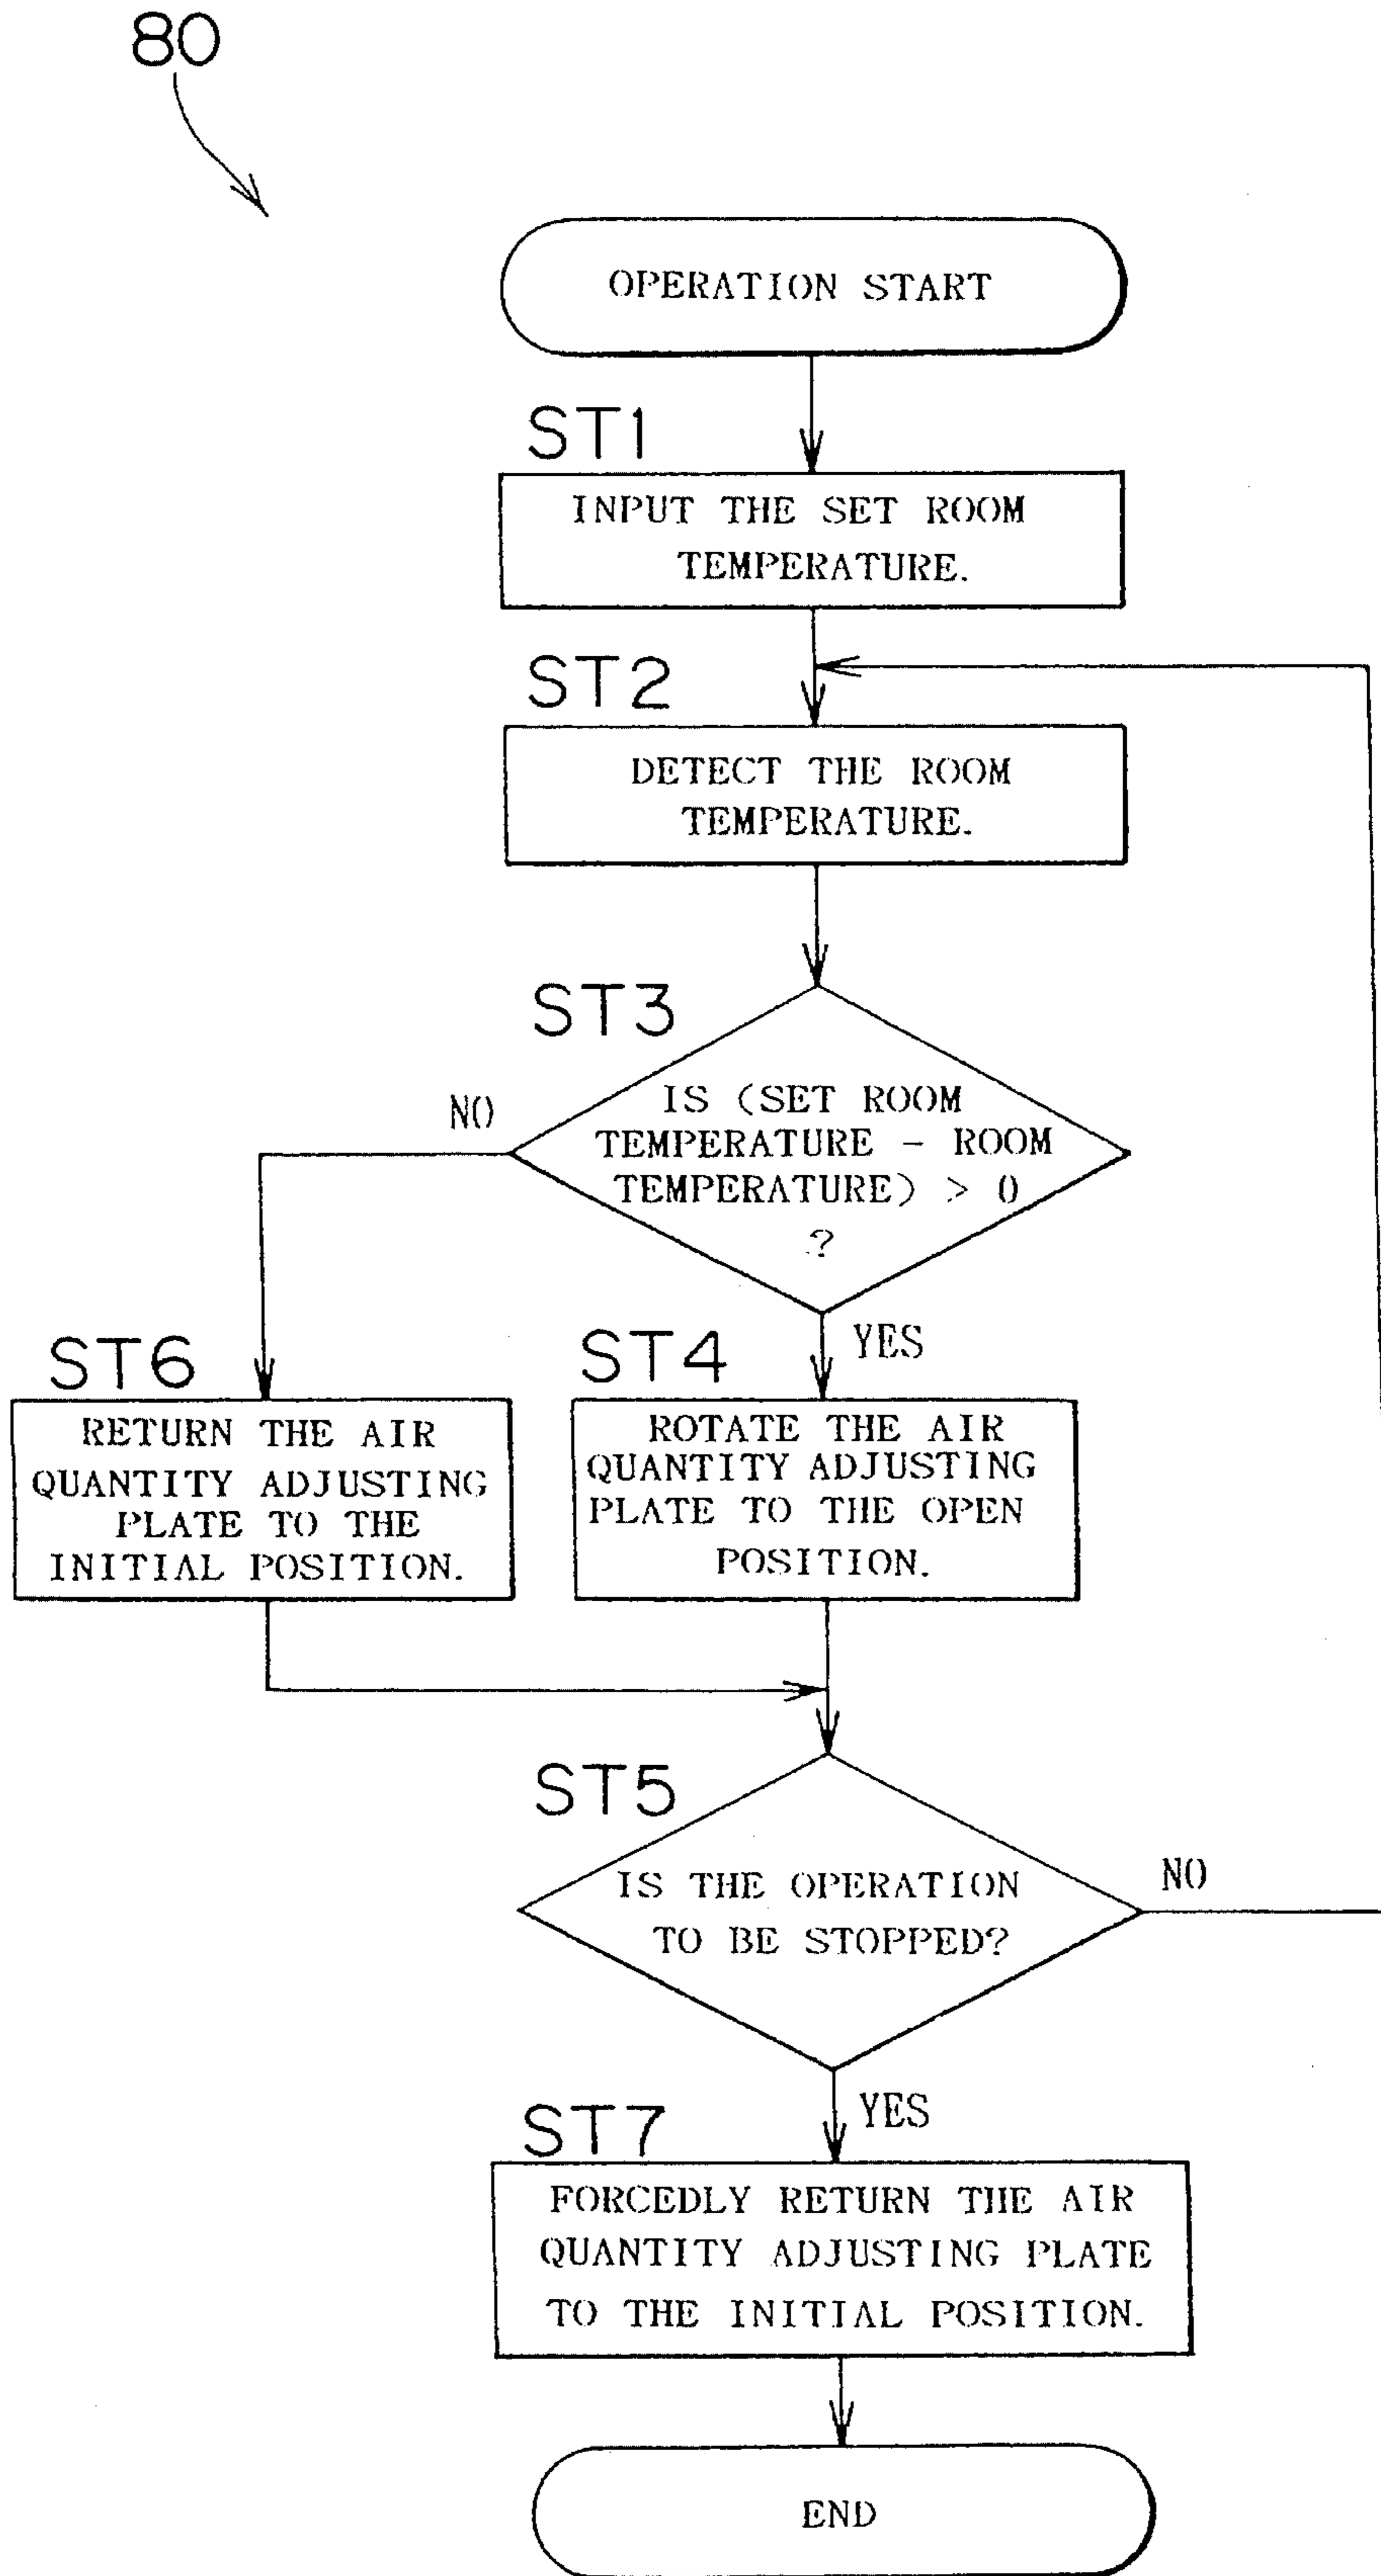 80
OPERATION START
ST1
INPUT THE SET ROOM
TEMPERATURE.
ST2
DETECT THE ROOM
TEMPERATURE.
ST3
IS (SET ROOM
TEMPERATURE - ROOM
TEMPERATURE) > 0
?
NO
YES
ST6
RETURN THE AIR
QUANTITY ADJUSTING
PLATE TO THE
INITIAL POSITION.
ST4
ROTATE THE AIR
QUANTITY ADJUSTING
PLATE TO THE OPEN
POSITION.
ST5
IS THE OPERATION
TO BE STOPPED?
NO
YES
ST7
FORCEDLY RETURN THE AIR
QUANTITY ADJUSTING PLATE
TO THE INITIAL POSITION.
END